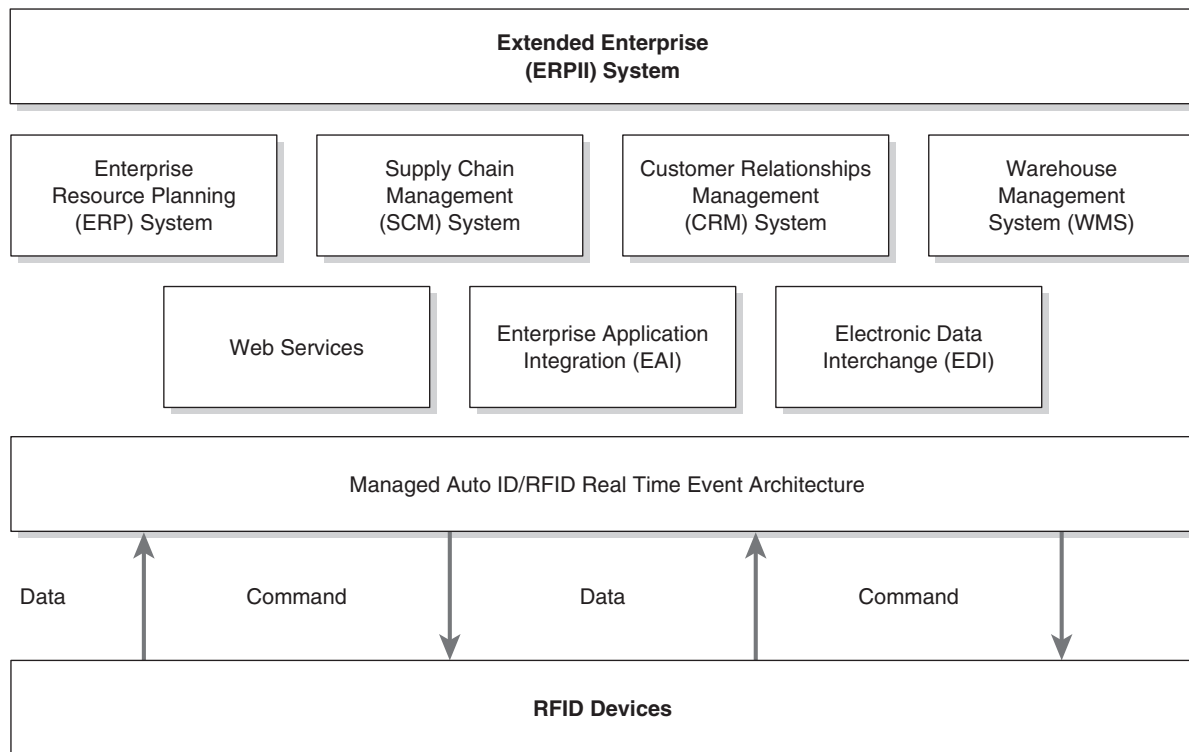 Extended Enterprise
(ERPII) System
Enterprise
Resource Planning
(ERP) System
Supply Chain
Management
(SCM) System
Customer Relationships
Management
(CRM) System
Warehouse
Management
System (WMS)
Web Services
Enterprise Application
Integration (EAI)
Electronic Data
Interchange (EDI)
Managed Auto ID/RFID Real Time Event Architecture
Data
Command
Data
Command
RFID Devices